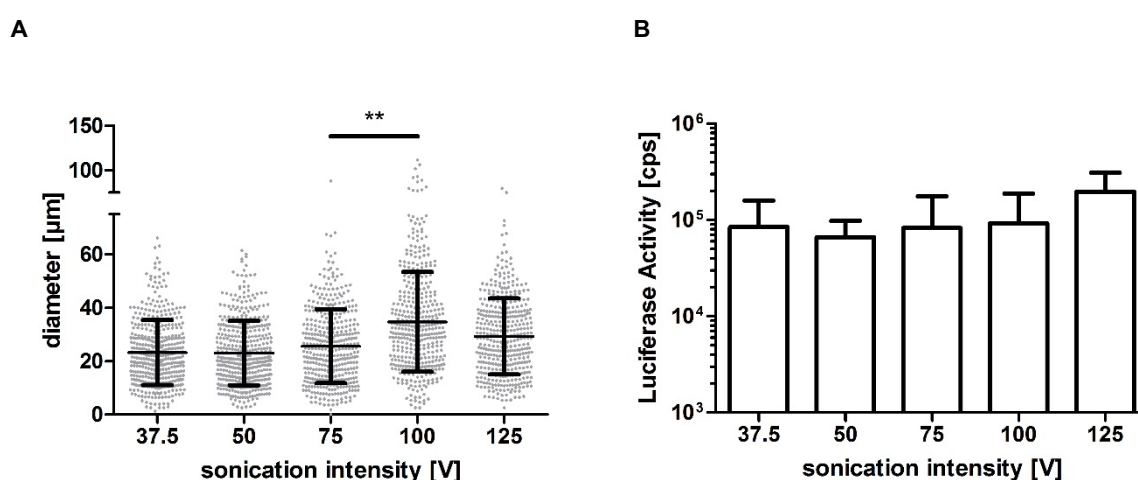 A
**
150
100
60
40
20
0
diameter [µm]
37.5 50 75 100 125
sonication intensity [V]
B
10⁶
10⁵
10⁴
10³
Luciferase Activity [cps]
37.5 50 75 100 125
sonication intensity [V]